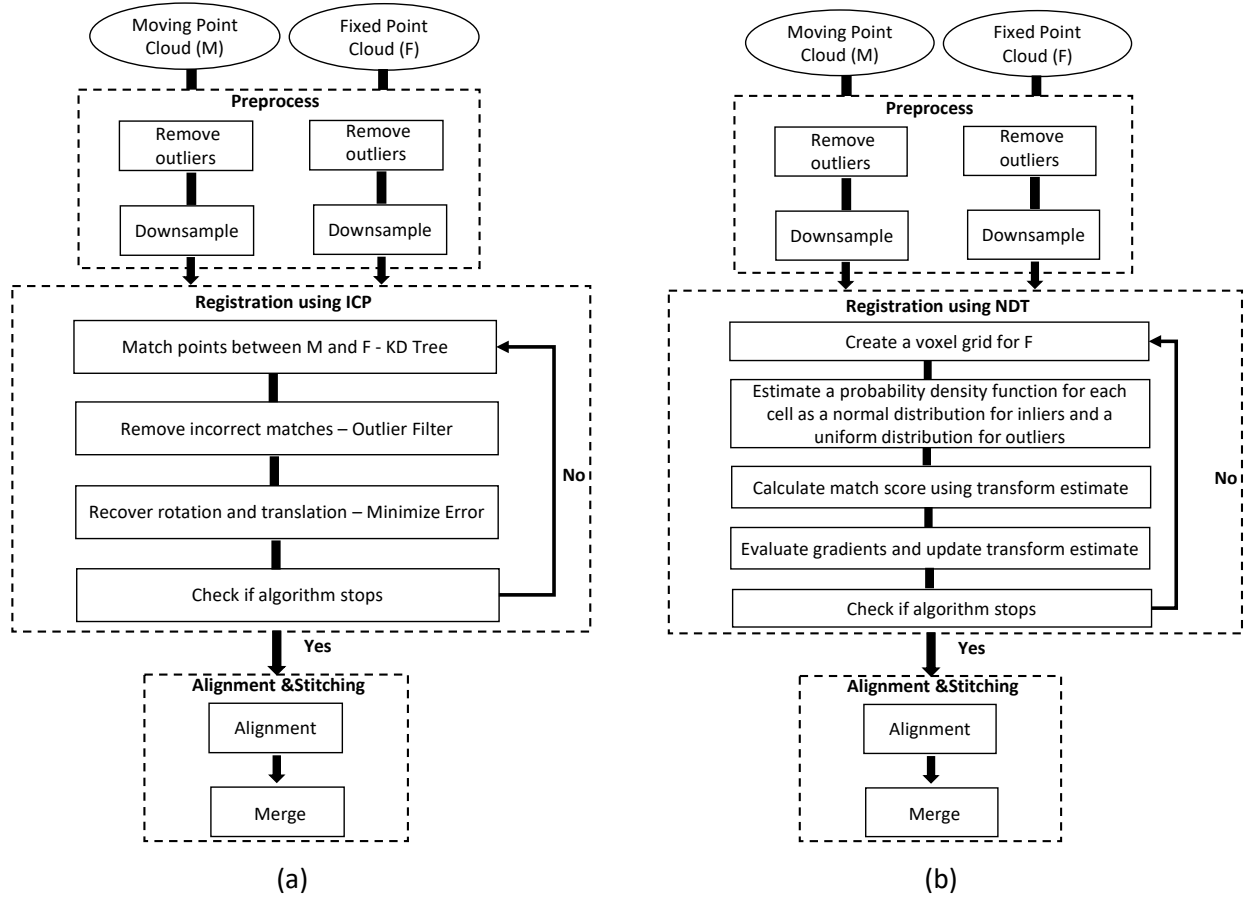 Moving Point
Cloud (M)
Fixed Point
Cloud (F)
Preprocess
Remove
outliers
Remove
outliers
Downsample
Downsample
Registration using ICP
Match points between M and F - KD Tree
Remove incorrect matches – Outlier Filter
No
Recover rotation and translation – Minimize Error
Check if algorithm stops
Yes
Alignment &Stitching
Alignment
Merge
(a)
Moving Point
Cloud (M)
Fixed Point
Cloud (F)
Preprocess
Remove
outliers
Remove
outliers
Downsample
Downsample
Registration using NDT
Create a voxel grid for F
Estimate a probability density function for each
cell as a normal distribution for inliers and a
uniform distribution for outliers
No
Calculate match score using transform estimate
Evaluate gradients and update transform estimate
Check if algorithm stops
Yes
Alignment &Stitching
Alignment
Merge
(b)